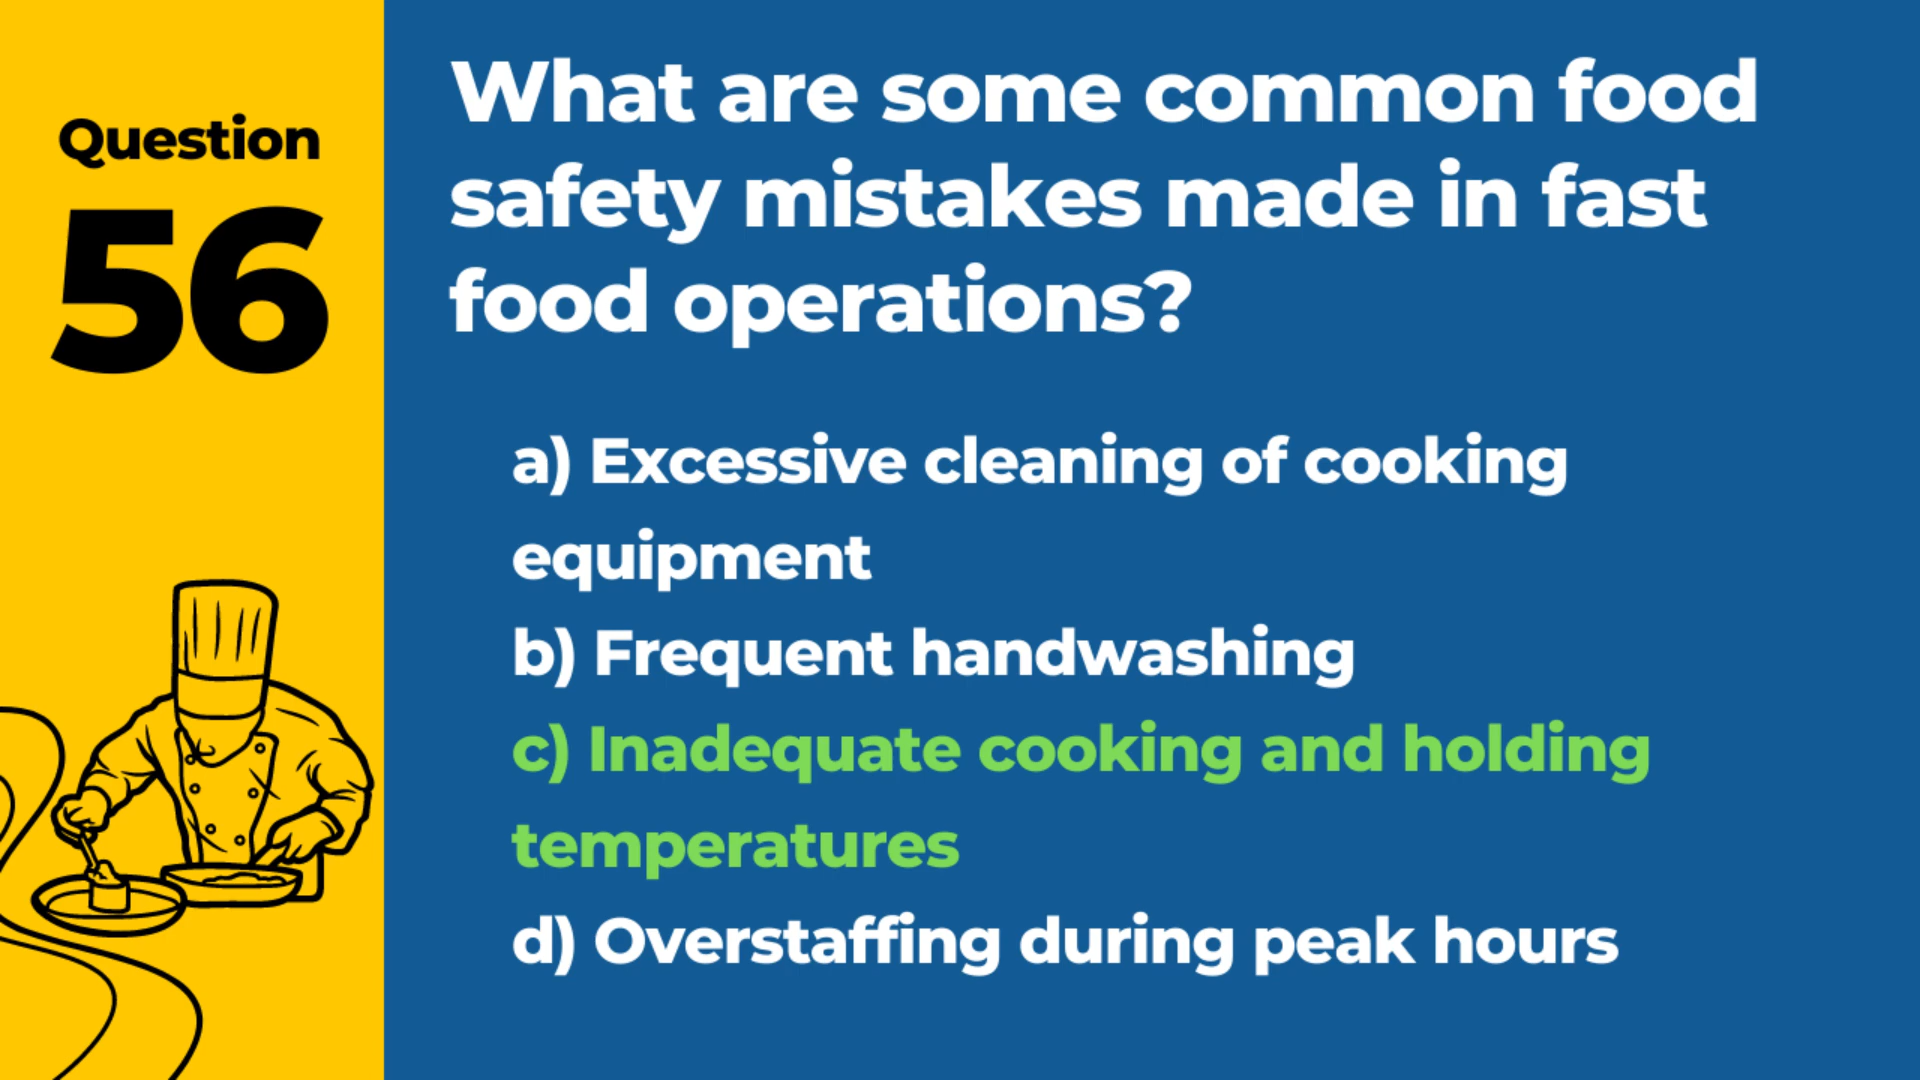 Question
56
What are some common food
safety mistakes made in fast
food operations?
a) Excessive cleaning of cooking
equipment
b) Frequent handwashing
c) Inadequate cooking and holding
temperatures
d) Overstaffing during peak hours